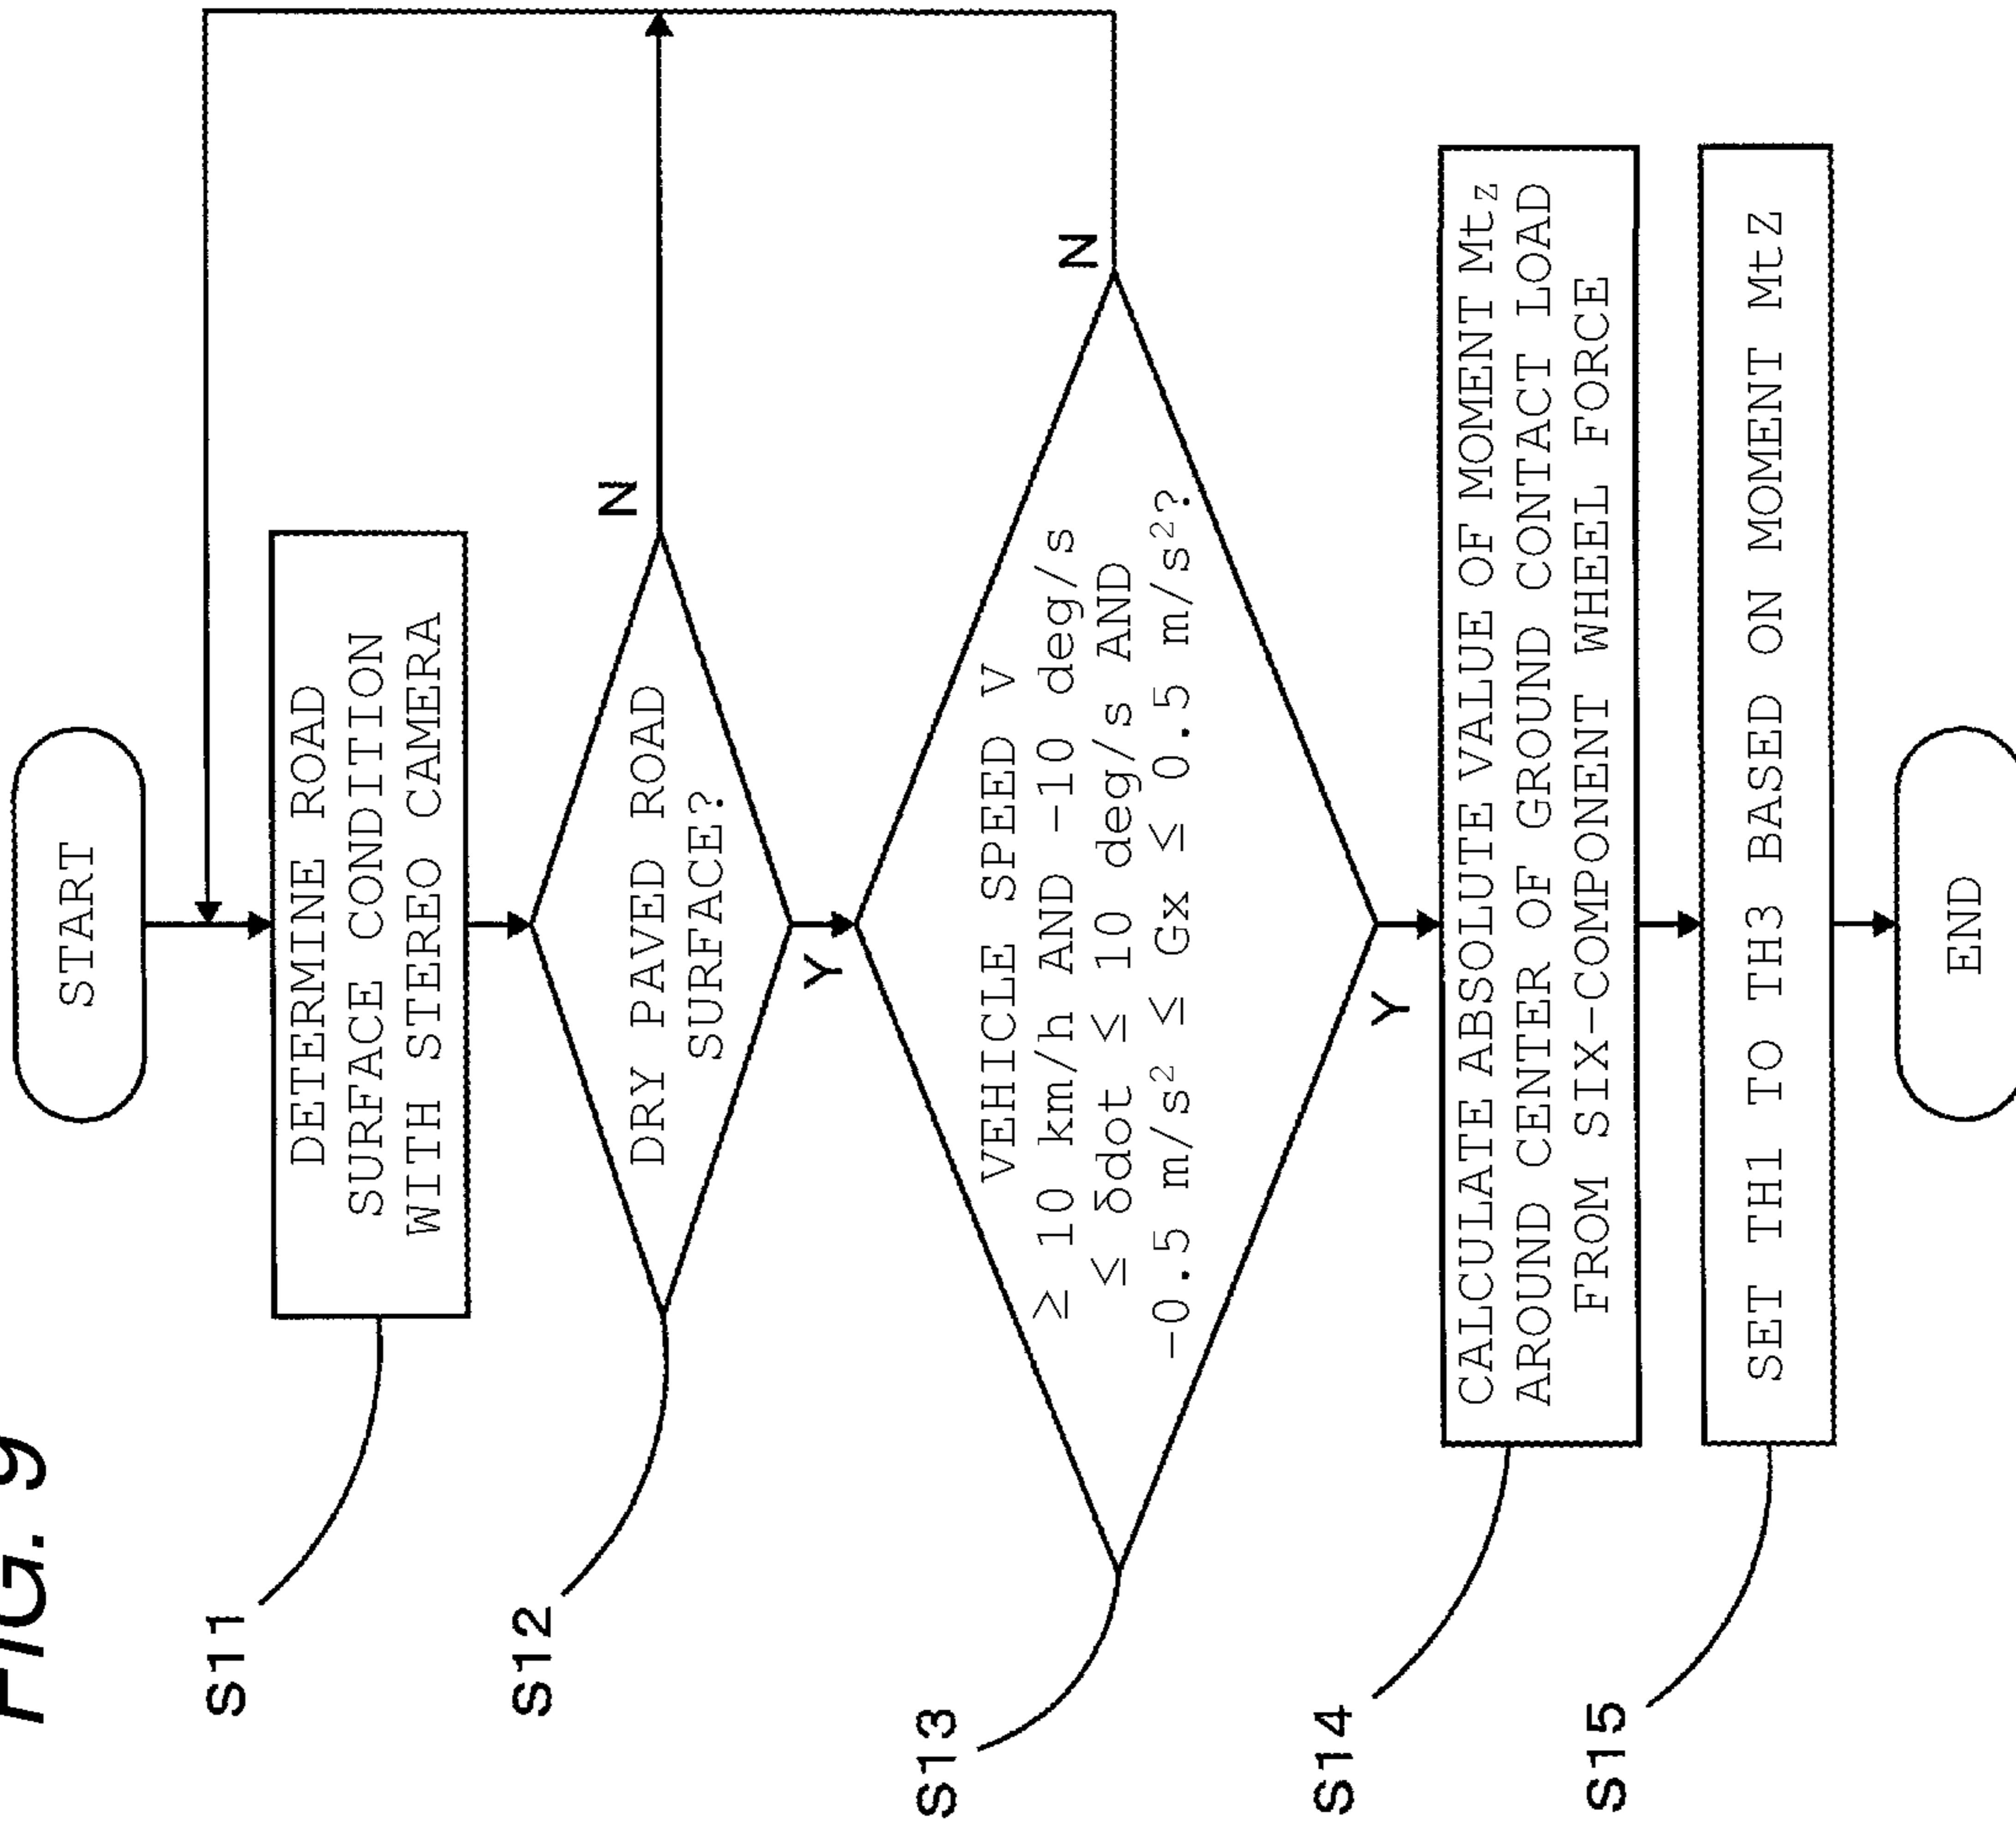 FIG. 9
START
S11
DETERMINE ROAD
SURFACE CONDITION
WITH STEREO CAMERA
S12
DRY PAVED ROAD
SURFACE?
N
Y
S13
VEHICLE SPEED V
≥ 10 km/h AND -10 deg/s
≤ δdot ≤ 10 deg/s AND
-0.5 m/s² ≤ Gx ≤ 0.5 m/s²?
N
Y
S14
CALCULATE ABSOLUTE VALUE OF MOMENT Mtz
AROUND CENTER OF GROUND CONTACT LOAD
FROM SIX-COMPONENT WHEEL FORCE
S15
SET TH1 TO TH3 BASED ON MOMENT MtZ
END